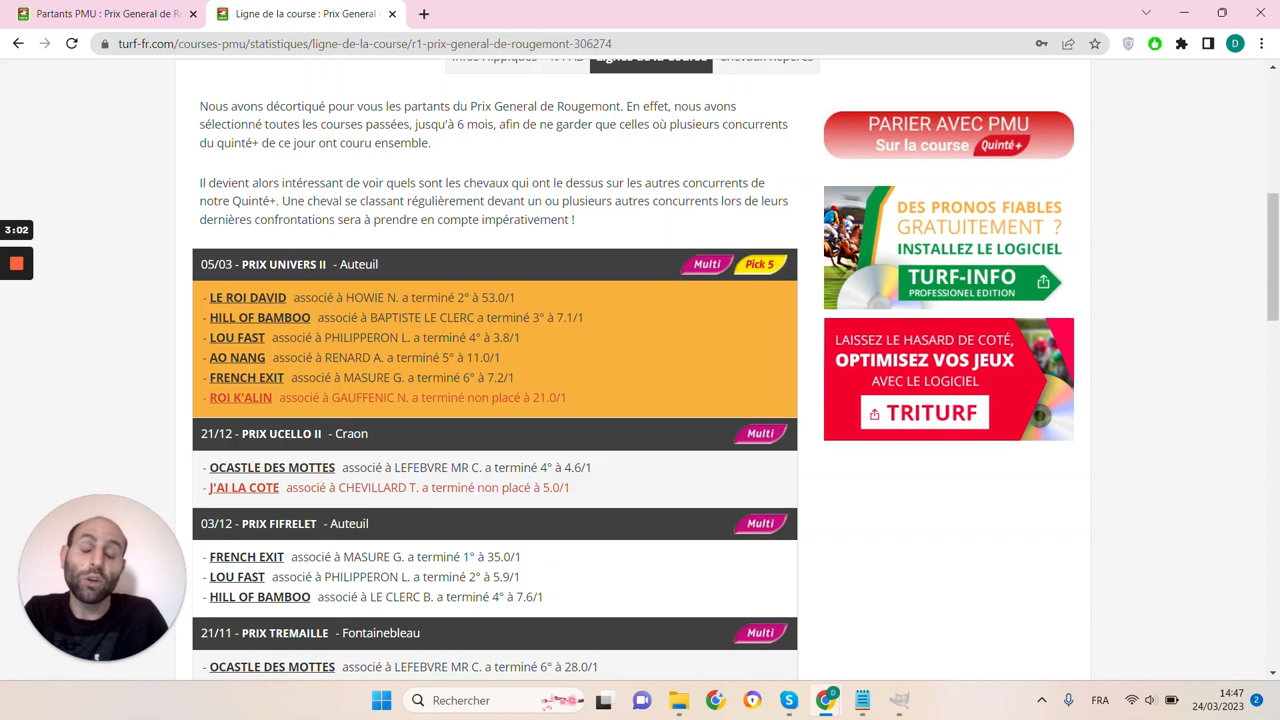 Partants PMU : Prix General de R
Ligne de la course : Prix General
turf-fr.com/courses-pmu/statistiques/ligne-de-la-course/r1-prix-general-de-rougemont-306274
D
Nous avons décortiqué pour vous les partants du Prix General de Rougemont. En effet, nous avons
sélectionné toutes les courses passées, jusqu'à 6 mois, afin de ne garder que celles où plusieurs concurrents
du quinté+ de ce jour ont couru ensemble.
Il devient alors intéressant de voir quels sont les chevaux qui ont le dessus sur les autres concurrents de
notre Quinté+. Une cheval se classant régulièrement devant un ou plusieurs autres concurrents lors de leurs
dernières confrontations sera à prendre en compte impérativement !
3:02
05/03 - PRIX UNIVERS II - Auteuil Multi Pick 5
- LE ROI DAVID associé à HOWIE N. a terminé 2° à 53.0/1
- HILL OF BAMBOO associé à BAPTISTE LE CLERC a terminé 3° à 7.1/1
- LOU FAST associé à PHILIPPERON L. a terminé 4° à 3.8/1
- AO NANG associé à RENARD A. a terminé 5° à 11.0/1
- FRENCH EXIT associé à MASURE G. a terminé 6° à 7.2/1
- ROI K'ALIN associé à GAUFFENIC N. a terminé non placé à 21.0/1
21/12 - PRIX UCELLO II - Craon Multi
- OCASTLE DES MOTTES associé à LEFEBVRE MR C. a terminé 4° à 4.6/1
- J'AI LA COTE associé à CHEVILLARD T. a terminé non placé à 5.0/1
03/12 - PRIX FIFRELET - Auteuil Multi
- FRENCH EXIT associé à MASURE G. a terminé 1° à 35.0/1
- LOU FAST associé à PHILIPPERON L. a terminé 2° à 5.9/1
- HILL OF BAMBOO associé à LE CLERC B. a terminé 4° à 7.6/1
21/11 - PRIX TREMAILLE - Fontainebleau Multi
- OCASTLE DES MOTTES associé à LEFEBVRE MR C. a terminé 6° à 28.0/1
PARIER AVEC PMU
Sur la course Quinté+
DES PRONOS FIABLES
GRATUITEMENT ?
INSTALLEZ LE LOGICIEL
TURF-INFO
PROFESSIONEL EDITION
LAISSEZ LE HASARD DE COTÉ,
OPTIMISEZ VOS JEUX
AVEC LE LOGICIEL
TRITURF
Rechercher
D
FRA
14:47
24/03/2023
2